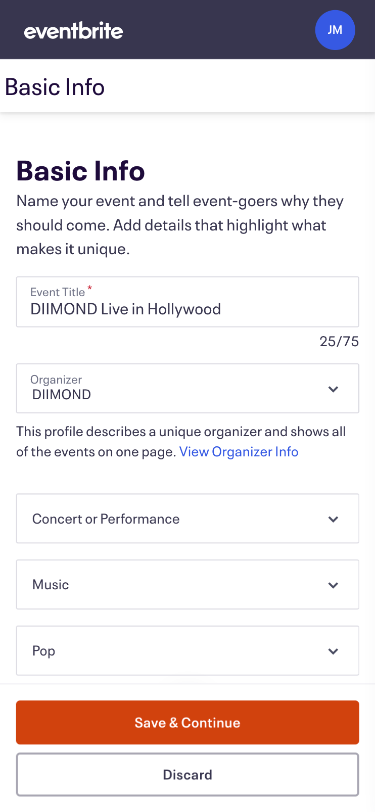 eventbrite
JM
Basic Info
Basic Info
Name your event and tell event-goers why they
should come. Add details that highlight what
makes it unique.
Event Title *
DIIMOND Live in Hollywood
25/75
Organizer
DIIMOND
This profile describes a unique organizer and shows all
of the events on one page. View Organizer Info
Concert or Performance
Music
Pop
Save & Continue
Discard